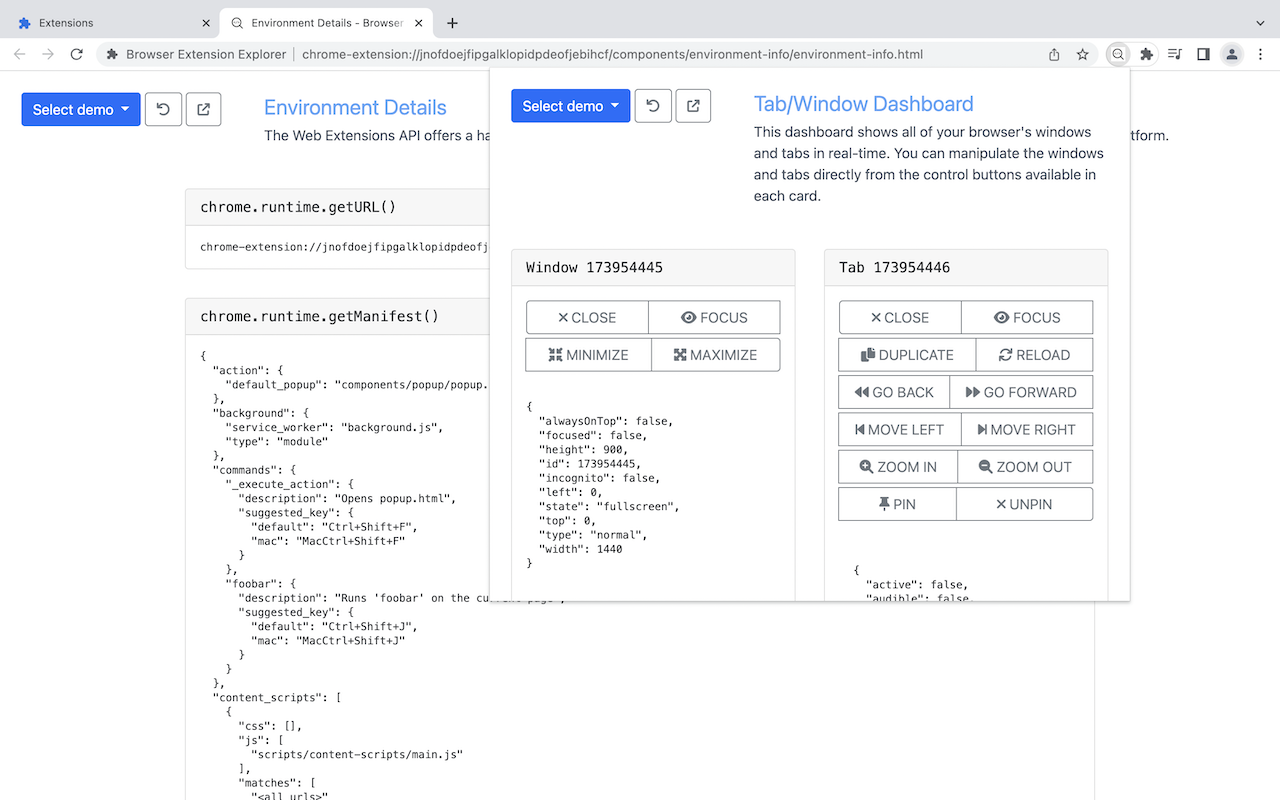 Extensions
Environment Details - Browser
Browser Extension Explorer
chrome-extension://jnofdoejfipgalklopidpdeofjebihcf/components/environment-info/environment-info.html
Select demo
Environment Details
The Web Extensions API offers a ha
tform.
chrome.runtime.getURL()
chrome-extension://jnofdoejfipgalklopidpdeofj
chrome.runtime.getManifest()
{
"action": {
"default_popup": "components/popup/popup.
},
"background": {
"service_worker": "background.js",
"type": "module"
},
"commands": {
"_execute_action": {
"description": "Opens popup.html",
"suggested_key": {
"default": "Ctrl+Shift+F",
"mac": "MacCtrl+Shift+F"
}
},
"foobar": {
"description": "Runs 'foobar' on the current page",
"suggested_key": {
"default": "Ctrl+Shift+J",
"mac": "MacCtrl+Shift+J"
}
}
},
"content_scripts": [
{
"css": [],
"js": [
"scripts/content-scripts/main.js"
],
"matches": [
"<all_urls>"
Select demo
Tab/Window Dashboard
This dashboard shows all of your browser's windows
and tabs in real-time. You can manipulate the windows
and tabs directly from the control buttons available in
each card.
Window 173954445
CLOSE FOCUS
MINIMIZE MAXIMIZE
{
"alwaysOnTop": false,
"focused": false,
"height": 900,
"id": 173954445,
"incognito": false,
"left": 0,
"state": "fullscreen",
"top": 0,
"type": "normal",
"width": 1440
}
Tab 173954446
CLOSE FOCUS
DUPLICATE RELOAD
GO BACK GO FORWARD
MOVE LEFT MOVE RIGHT
ZOOM IN ZOOM OUT
PIN UNPIN
{
"active": false,
"audible": false,